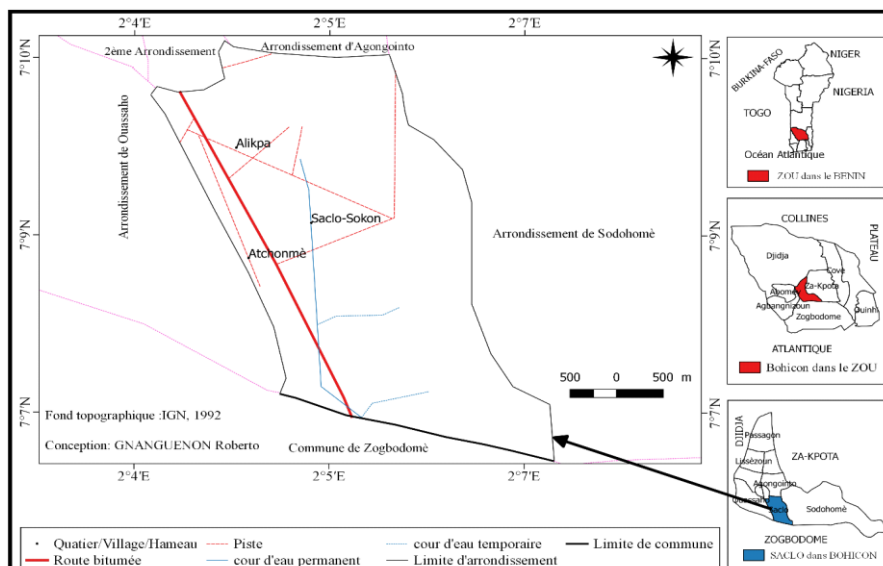 2°4'E 2°5'E 2°7'E
2ème Arrondissement
Arrondissement d'Agongointo
7°10'N
7°10'N
Arrondissement de Ouassaho
Alikpa
Saclo-Sokon
Atchonmè
7°9'N
7°9'N
Arrondissement de Sodohomè
500 0 500 m
7°7'N
7°7'N
Fond topographique :IGN, 1992
Conception: GNANGUENON Roberto
Commune de Zogbodomè
2°4'E 2°5'E 2°7'E
Quatier/Village/Hameau
Piste
cour d'eau temporaire
Limite de commune
Route bitumée
cour d'eau permanent
Limite d'arrondissement
BURKINA-FASO
NIGER
NIGERIA
TOGO
Océan Atlantique
ZOU dans le BENIN
COLLINES
PLATEAU
Djidja
Cove
Za-Kpota
Abomey
Agbangnizoun
Zogbodome
Ouinhi
ATLANTIQUE
Bohicon dans le ZOU
DJIDJA
Passagon
Lissèzoun
ZA-KPOTA
Agongointo
Ouassaho
Saclo
Sodohomè
ZOGBODOME
SACLO dans BOHICON